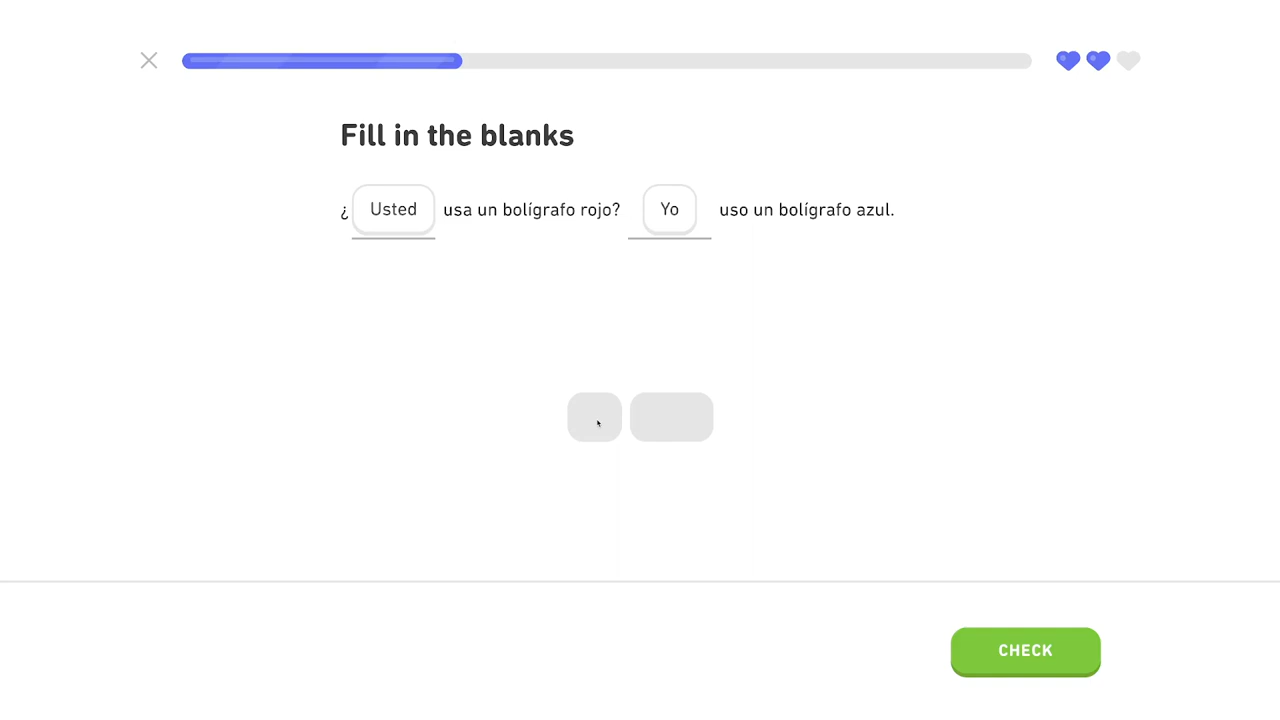 Fill in the blanks
¿ Usted usa un bolígrafo rojo? Yo uso un bolígrafo azul.
CHECK